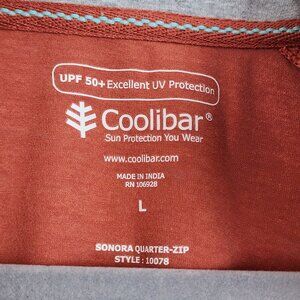 UPF 50+ Excellent UV Protection
Coolibar®
Sun Protection You Wear
www.coolibar.com
MADE IN INDIA
RN 106928
L
SONORA QUARTER-ZIP
STYLE: 10078